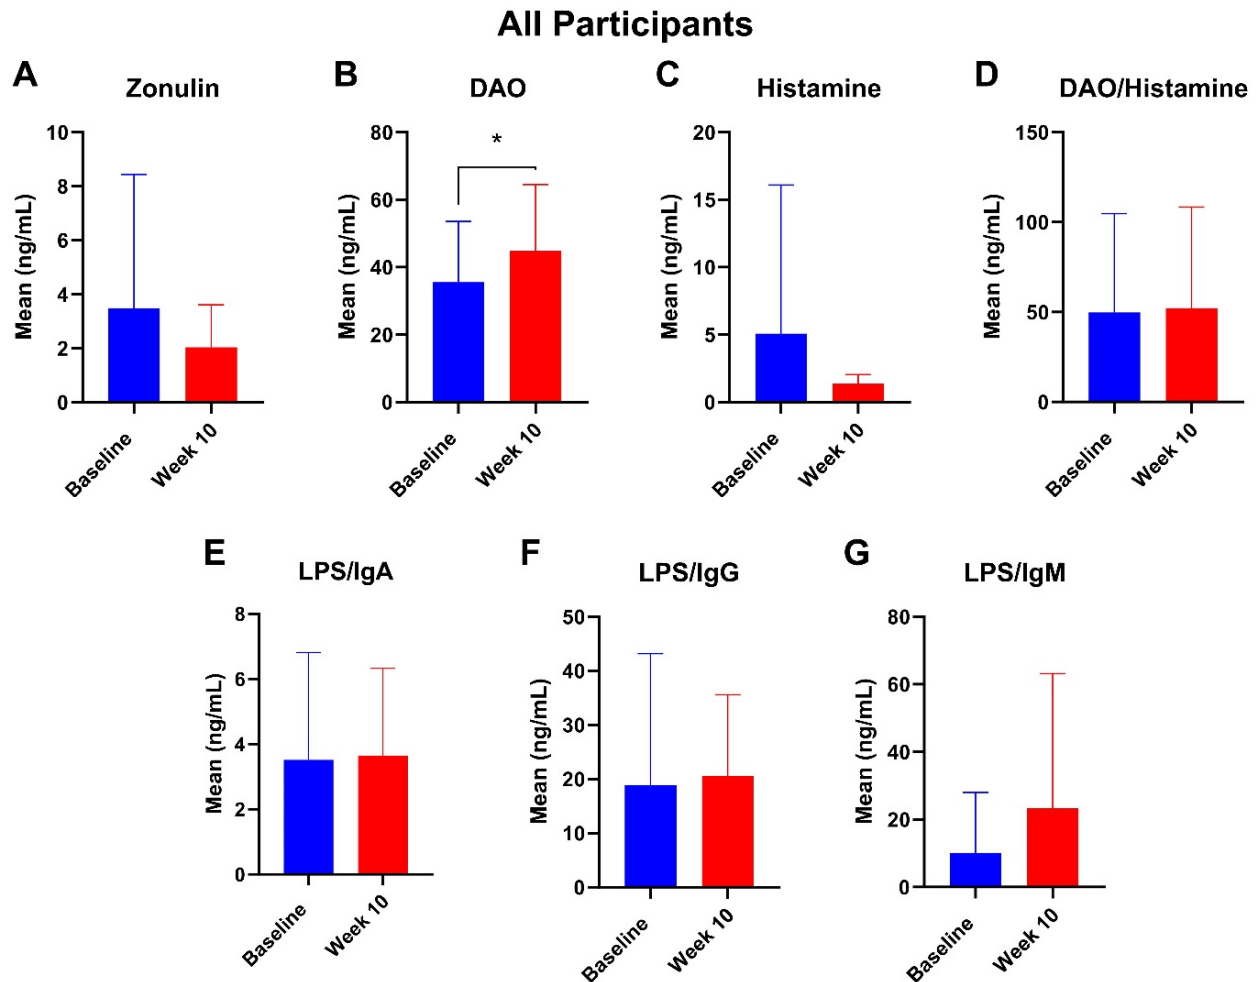 All Participants
A
Zonulin
Mean (ng/mL)
10
8
6
4
2
0
Baseline
Week 10
B
DAO
Mean (ng/mL)
80
60
40
20
0
*
Baseline
Week 10
C
Histamine
Mean (ng/mL)
20
15
10
5
0
Baseline
Week 10
D
DAO/Histamine
Mean (ng/mL)
150
100
50
0
Baseline
Week 10
E
LPS/IgA
Mean (ng/mL)
8
6
4
2
0
Baseline
Week 10
F
LPS/IgG
Mean (ng/mL)
50
40
30
20
10
0
Baseline
Week 10
G
LPS/IgM
Mean (ng/mL)
80
60
40
20
0
Baseline
Week 10